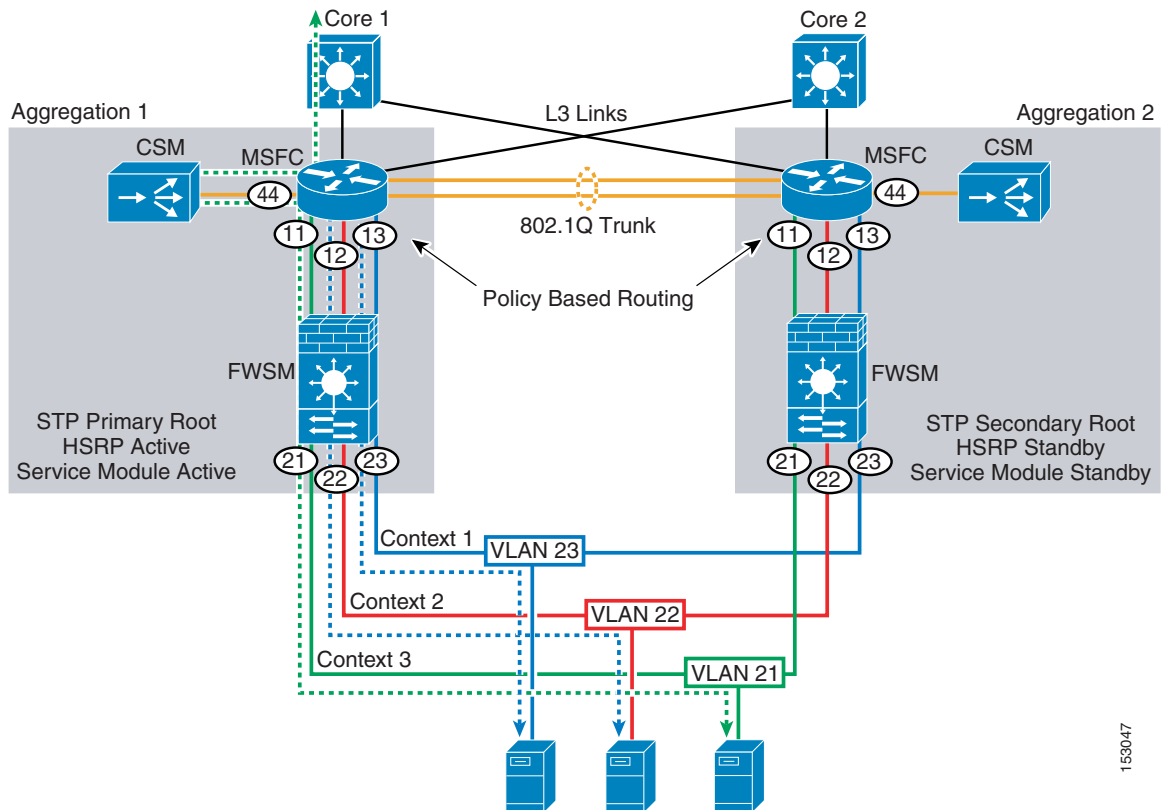 Core 1
Core 2
L3 Links
Aggregation 1
Aggregation 2
CSM
MSFC
MSFC
CSM
44
44
802.1Q Trunk
11
12
13
11
12
13
Policy Based Routing
FWSM
FWSM
STP Primary Root
HSRP Active
Service Module Active
STP Secondary Root
HSRP Standby
Service Module Standby
21
22
23
21
22
23
Context 1
VLAN 23
Context 2
VLAN 22
Context 3
VLAN 21
153047